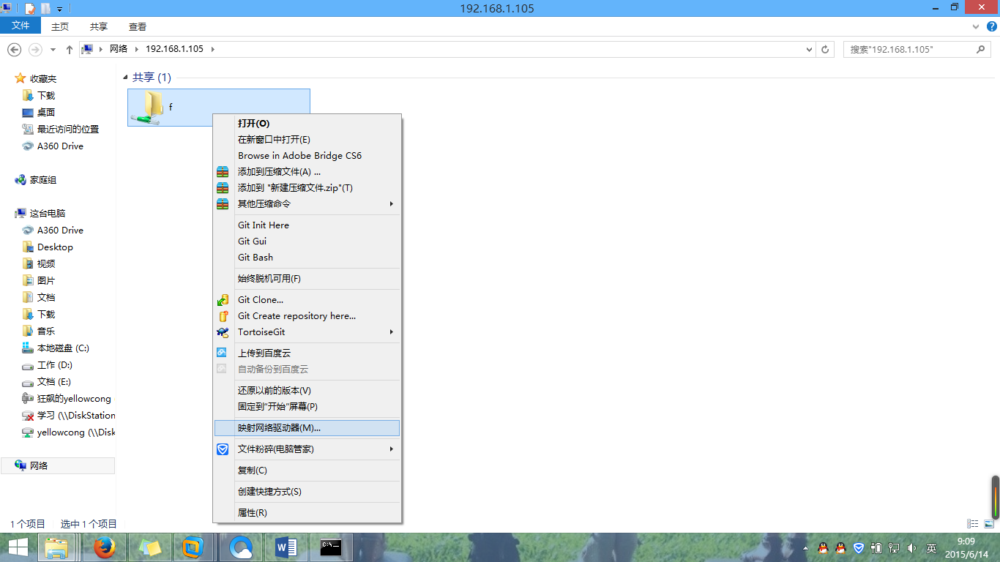 192.168.1.105
文件 主页 共享 查看
网络 192.168.1.105
搜索"192.168.1.105"
收藏夹
下载
桌面
最近访问的位置
A360 Drive
家庭组
这台电脑
A360 Drive
Desktop
视频
图片
文档
下载
音乐
本地磁盘 (C:)
工作 (D:)
文档 (E:)
狂飙的yellowcong
学习 (\\DiskStation
yellowcong (\\Disk
网络
共享 (1)
f
打开(O)
在新窗口中打开(E)
Browse in Adobe Bridge CS6
添加到压缩文件(A) ...
添加到 "新建压缩文件.zip"(T)
其他压缩命令
Git Init Here
Git Gui
Git Bash
始终脱机可用(F)
Git Clone...
Git Create repository here...
TortoiseGit
上传到百度云
自动备份到百度云
还原以前的版本(V)
固定到"开始"屏幕(P)
映射网络驱动器(M)...
文件粉碎(电脑管家)
复制(C)
创建快捷方式(S)
属性(R)
1 个项目 选中 1 个项目
英
9:09
2015/6/14